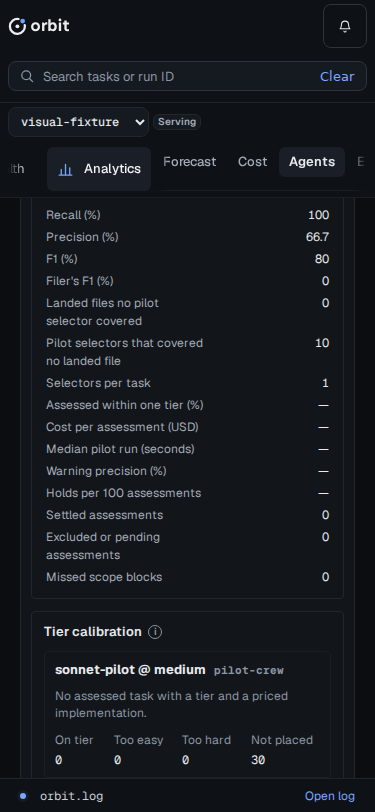 orbit
Search tasks or run ID
Clear
visual-fixture
Serving
lth
Analytics
Forecast
Cost
Agents
E
Recall (%)
100
Precision (%)
66.7
F1 (%)
80
Filer's F1 (%)
0
Landed files no pilot
selector covered
0
Pilot selectors that covered
no landed file
10
Selectors per task
1
Assessed within one tier (%)
—
Cost per assessment (USD)
—
Median pilot run (seconds)
—
Warning precision (%)
—
Holds per 100 assessments
—
Settled assessments
0
Excluded or pending
assessments
0
Missed scope blocks
0
Tier calibration
sonnet-pilot @ medium pilot-crew
No assessed task with a tier and a priced
implementation.
On tier
Too easy
Too hard
Not placed
0
0
0
30
orbit.log
Open log